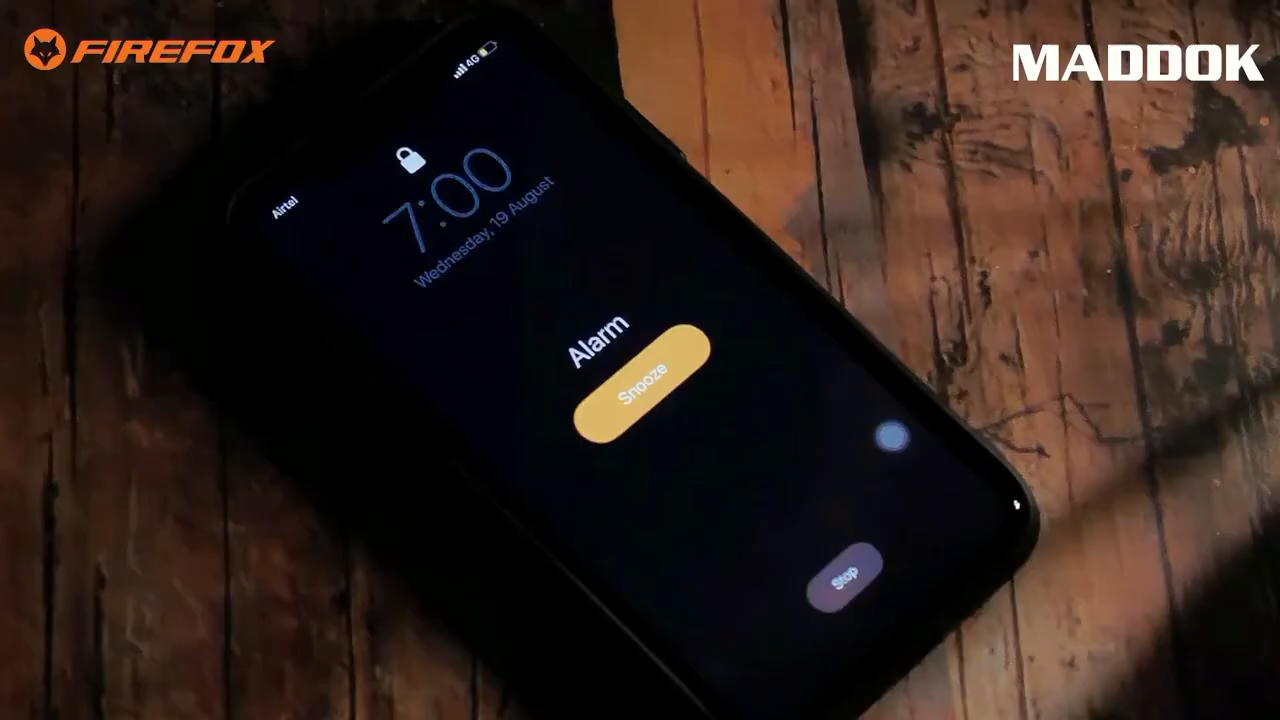 FIREFOX
MADDOK
4G
Airtel
7:00
Wednesday, 19 August
Alarm
Snooze
Stop